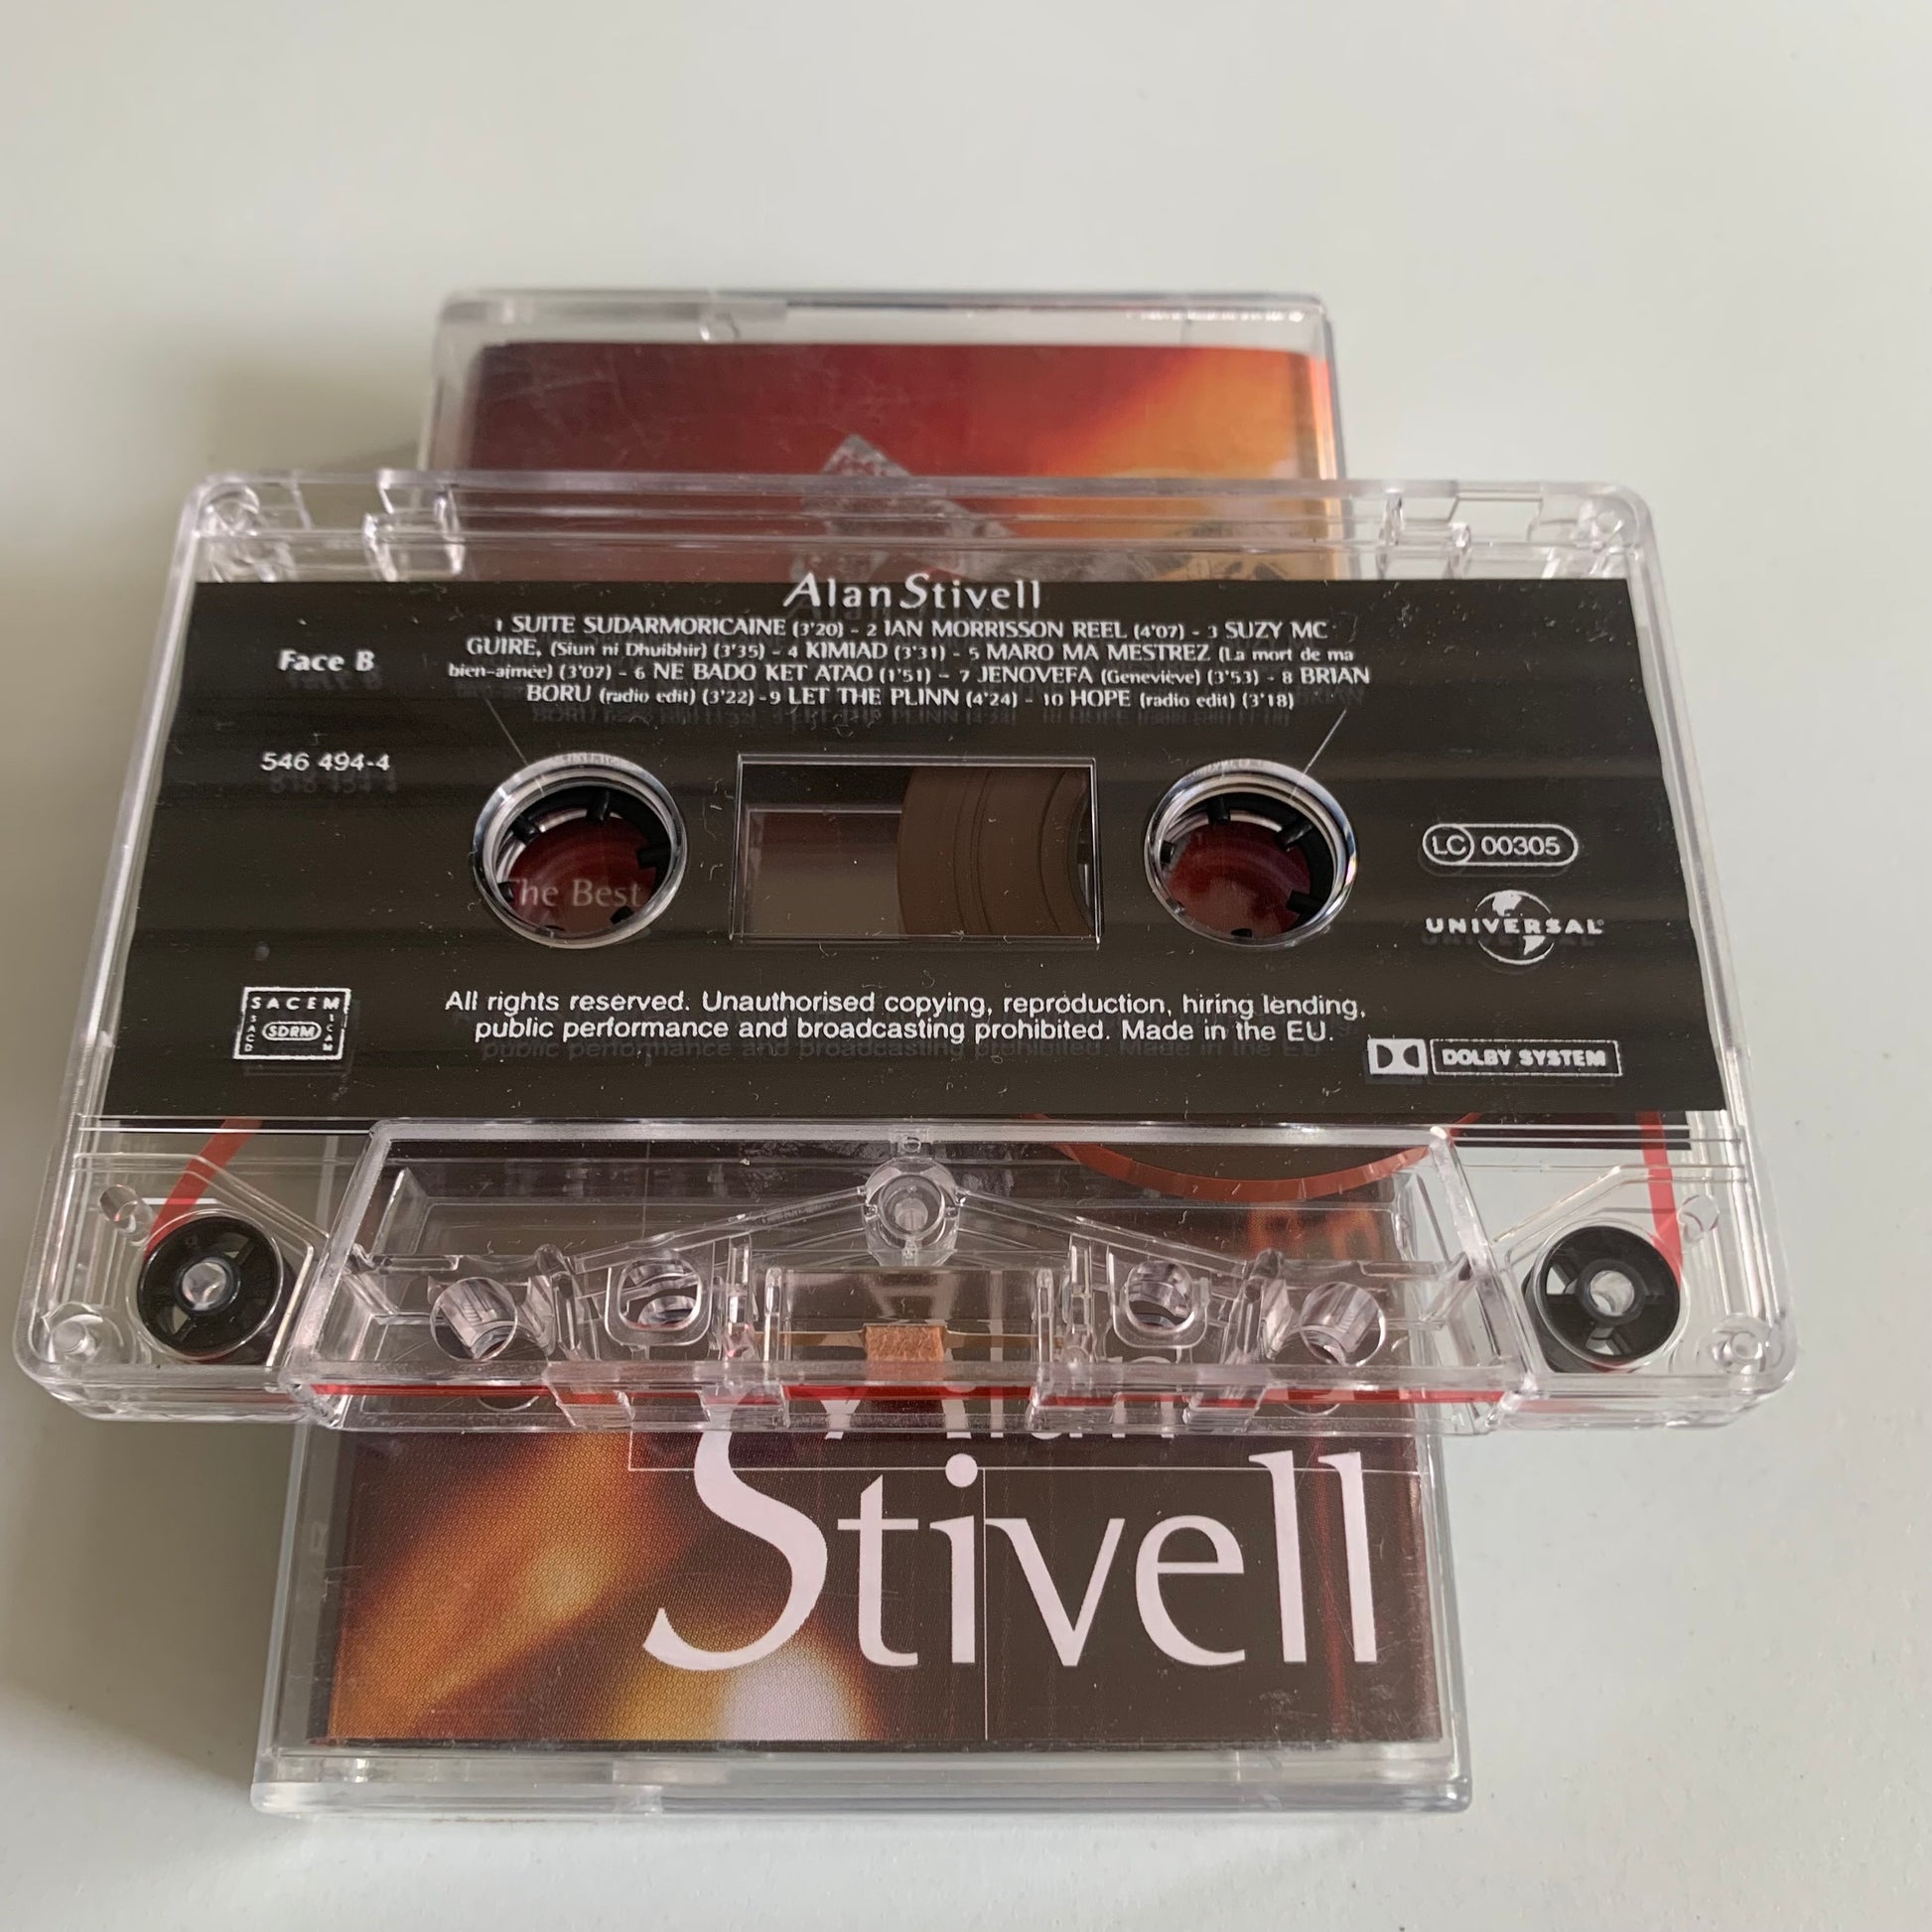 Alan Stivell
1 SUITE SUDARMORICAINE (3'20) - 2 IAN MORRISSON REEL (4'07) - 3 SUZY MC
GUIRE, (Siun ni Dhuibhir) (3'35) - 4 KIMIAD (3'31) - 5 MARO MA MESTREZ (La mort de ma
bien-aimée) (3'07) - 6 NE BADO KET ATAO (1'51) - 7 JENOVEFA (Geneviève) (3'53) - 8 BRIAN
BORU (radio edit) (3'22) - 9 LET THE PLINN (4'24) - 10 HOPE (radio edit) (3'18)
Face B
546 494-4
LC 00305
The Best
UNIVERSAL
SACEM
SACD
SDRM
All rights reserved. Unauthorised copying, reproduction, hiring lending,
public performance and broadcasting prohibited. Made in the EU.
DOLBY SYSTEM
Alan
Stivell